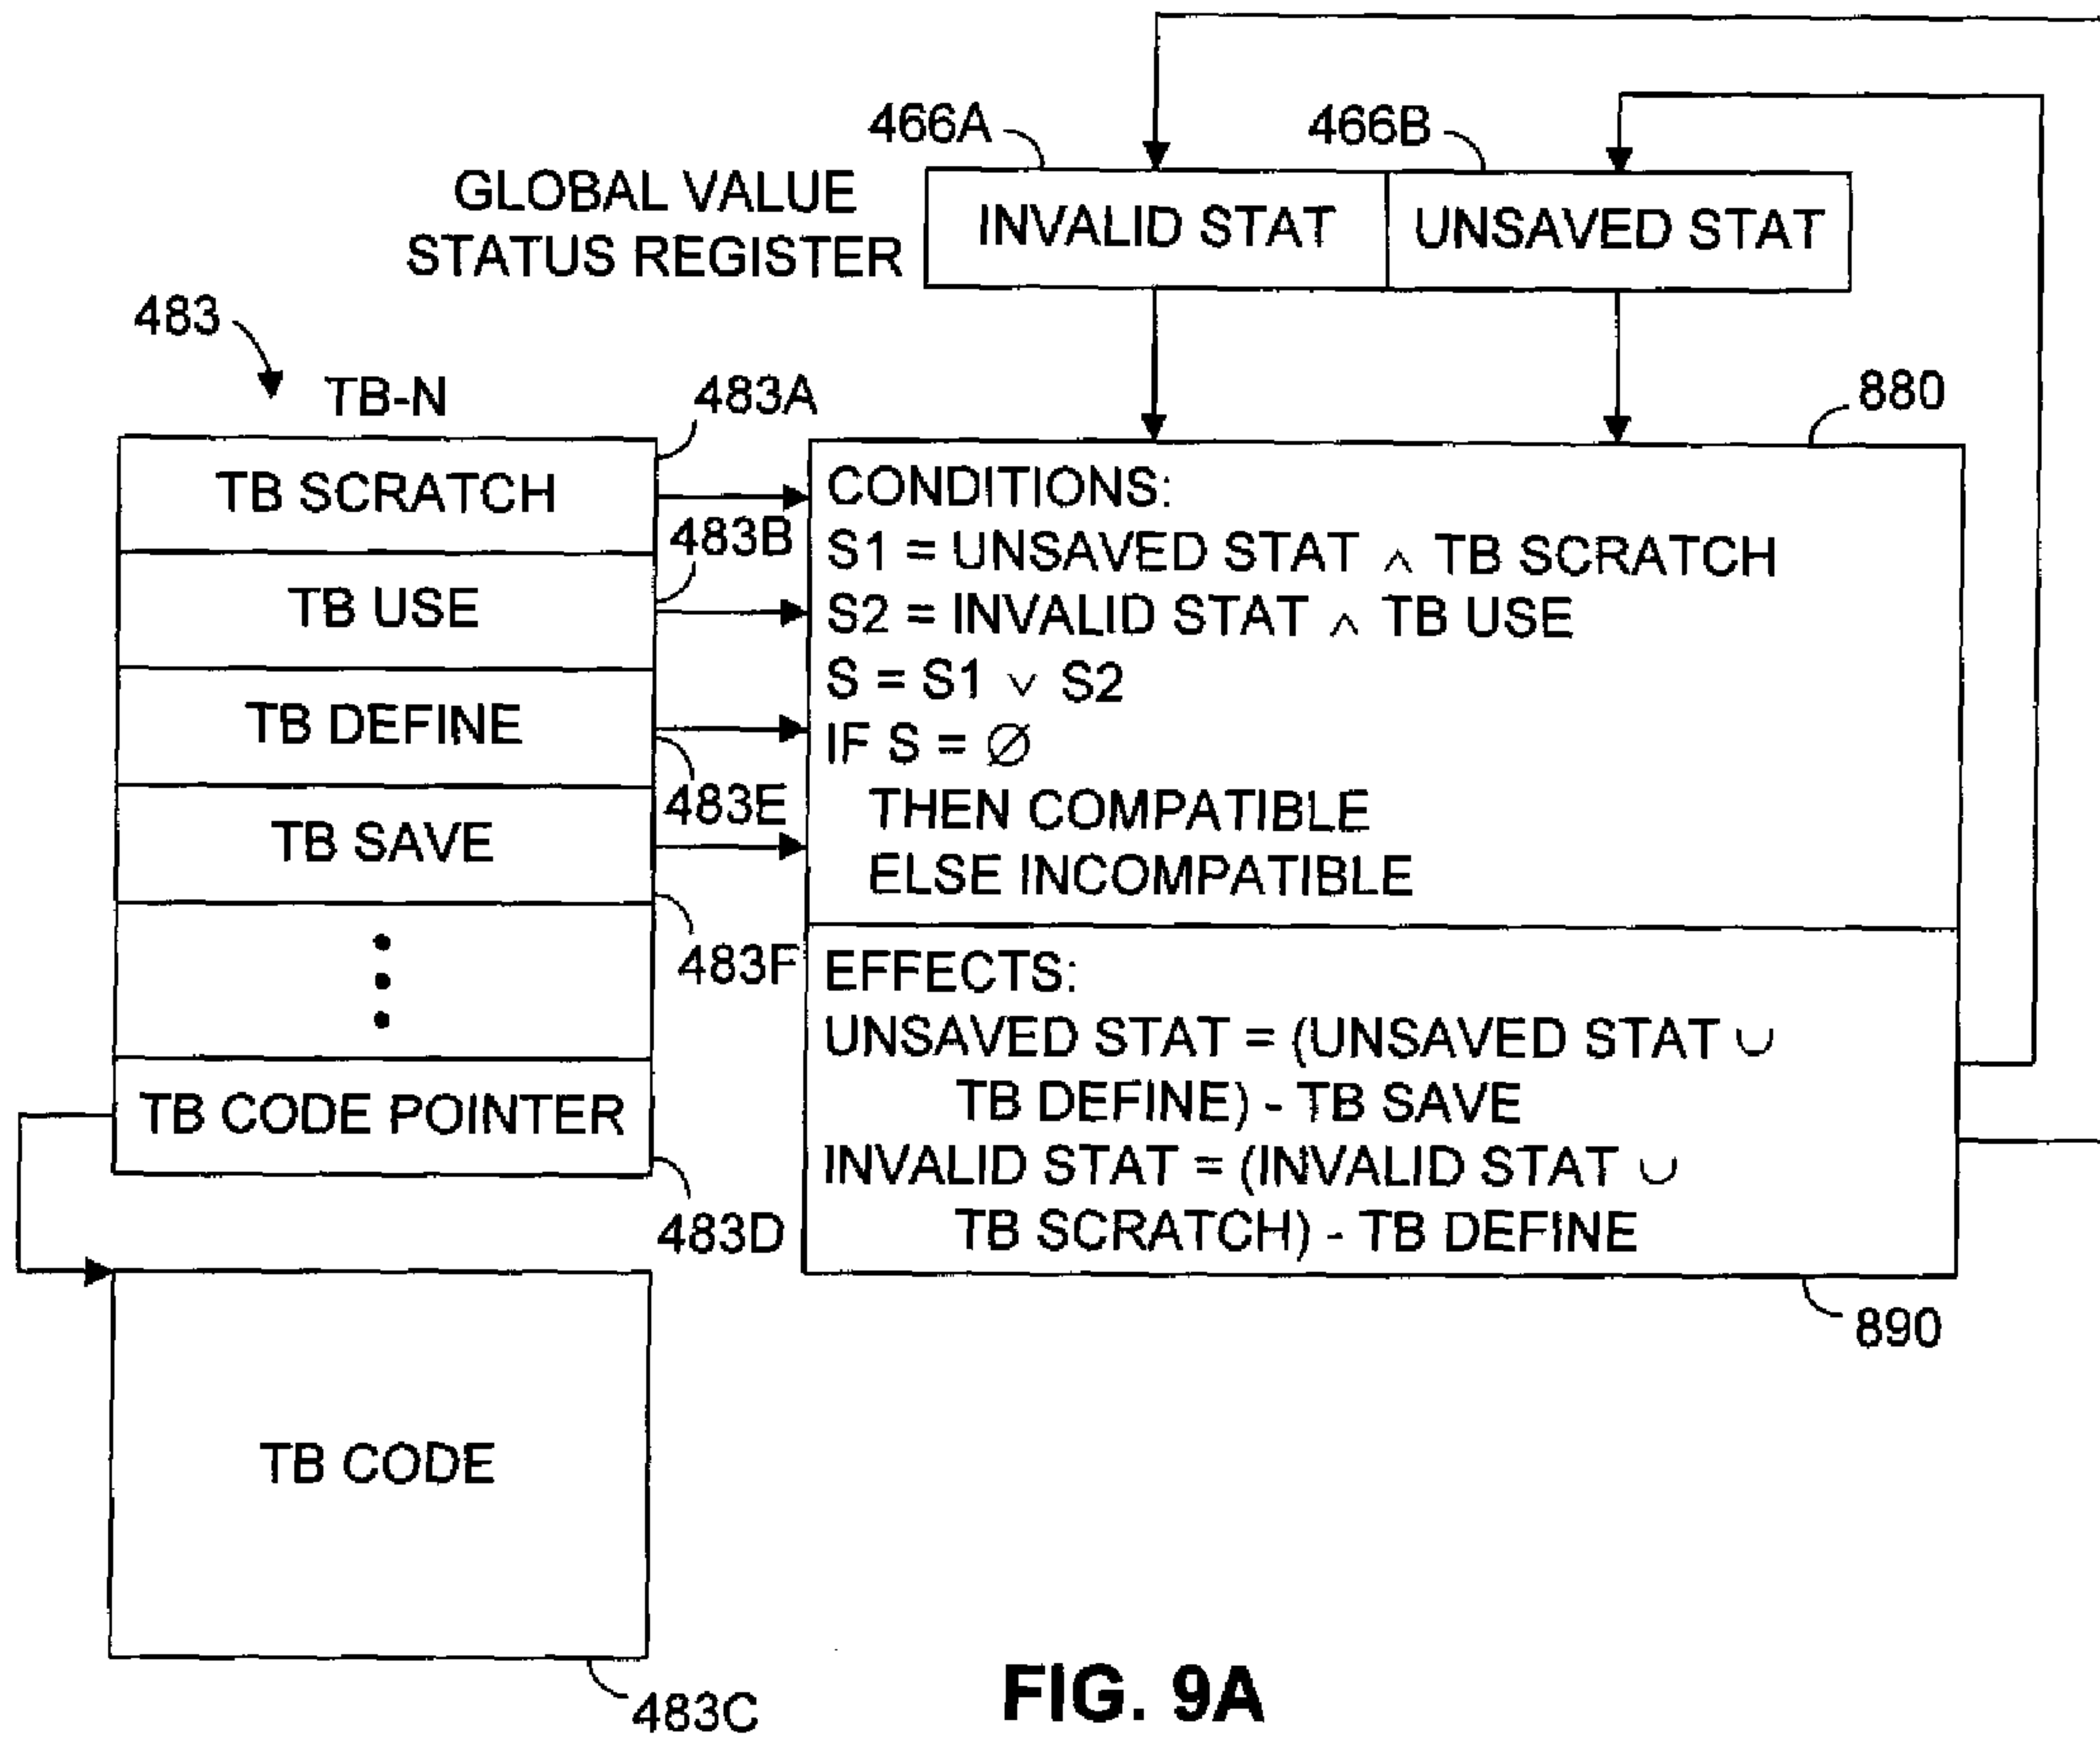 466A
466B
GLOBAL VALUE
STATUS REGISTER
INVALID STAT
UNSAVED STAT
483
TB-N
483A
880
TB SCRATCH
483B
TB USE
TB DEFINE
483E
TB SAVE
483F
TB CODE POINTER
483D
CONDITIONS:
S1 = UNSAVED STAT ∧ TB SCRATCH
S2 = INVALID STAT ∧ TB USE
S = S1 ∨ S2
IF S = ∅
THEN COMPATIBLE
ELSE INCOMPATIBLE
EFFECTS:
UNSAVED STAT = (UNSAVED STAT ∪
TB DEFINE) - TB SAVE
INVALID STAT = (INVALID STAT ∪
TB SCRATCH) - TB DEFINE
890
TB CODE
483C
FIG. 9A